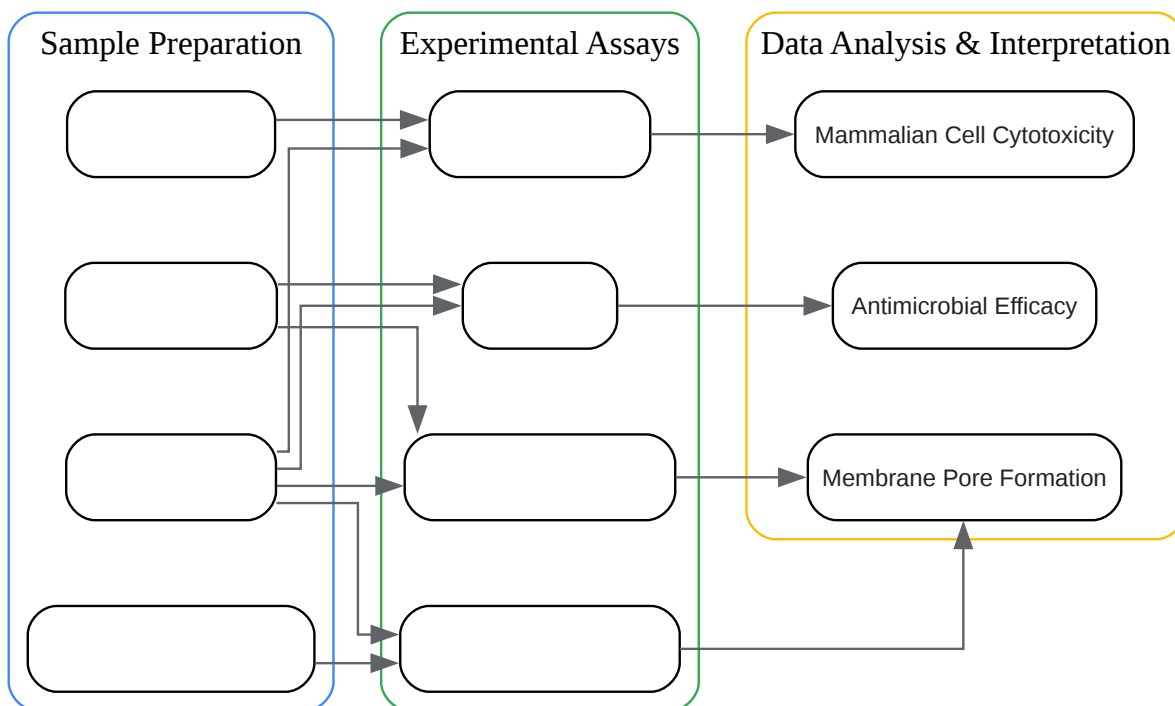 Sample Preparation
Experimental Assays
Data Analysis & Interpretation
Mammalian Cell Cytotoxicity
Antimicrobial Efficacy
Membrane Pore Formation